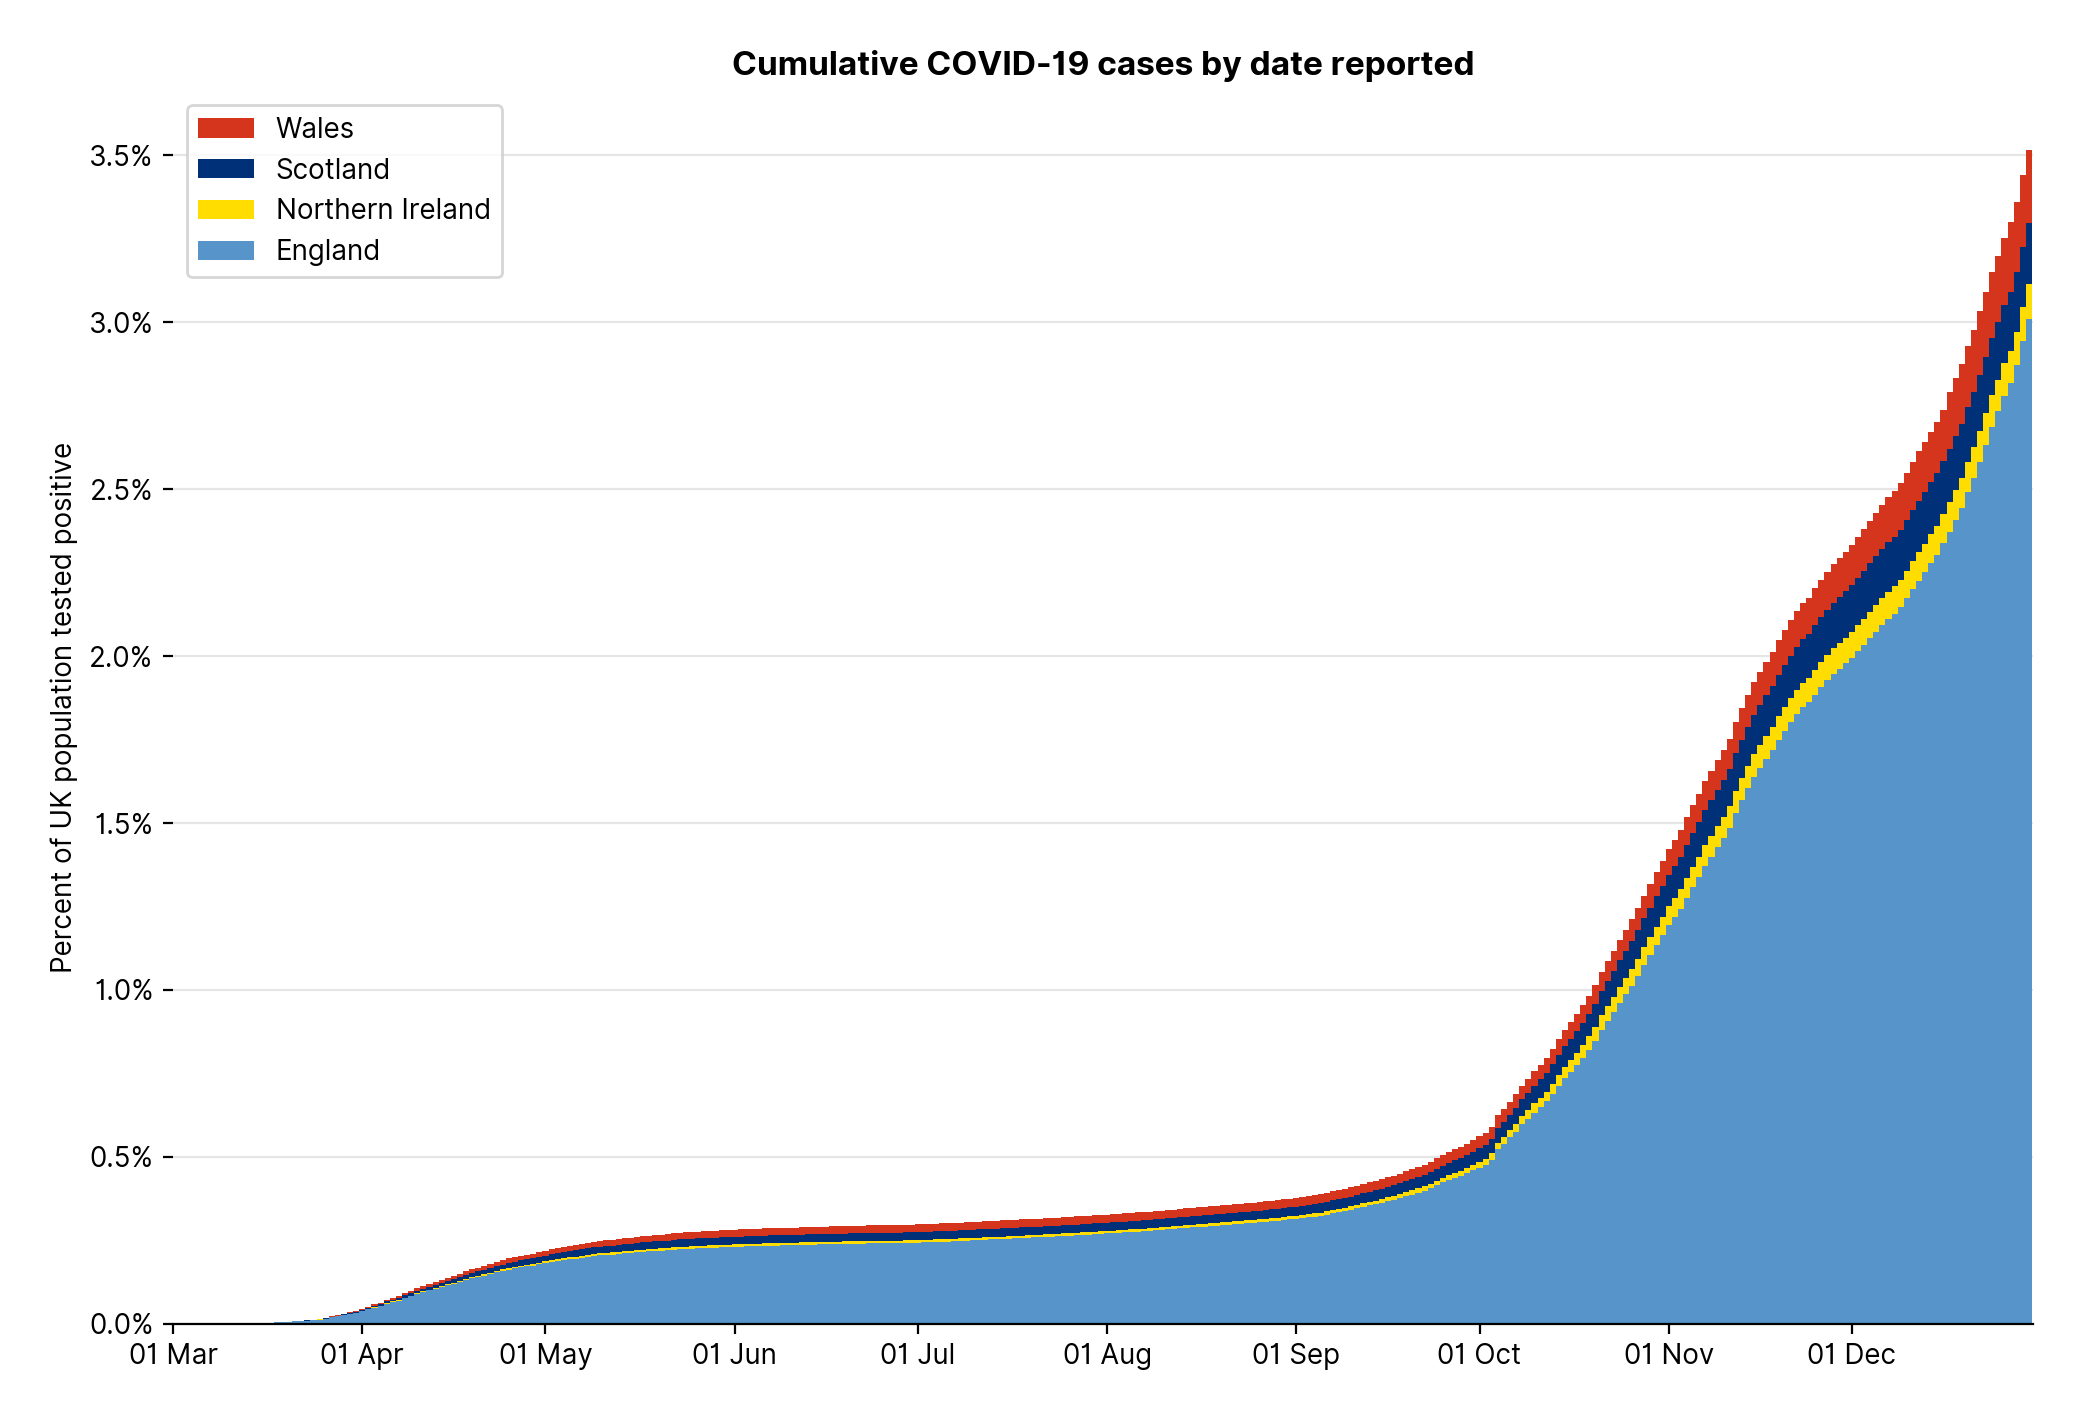 Cumulative COVID-19 cases by date reported
Wales
Scotland
Northern Ireland
England
Percent of UK population tested positive
3.5%
3.0%
2.5%
2.0%
1.5%
1.0%
0.5%
0.0%
01 Mar
01 Apr
01 May
01 Jun
01 Jul
01 Aug
01 Sep
01 Oct
01 Nov
01 Dec